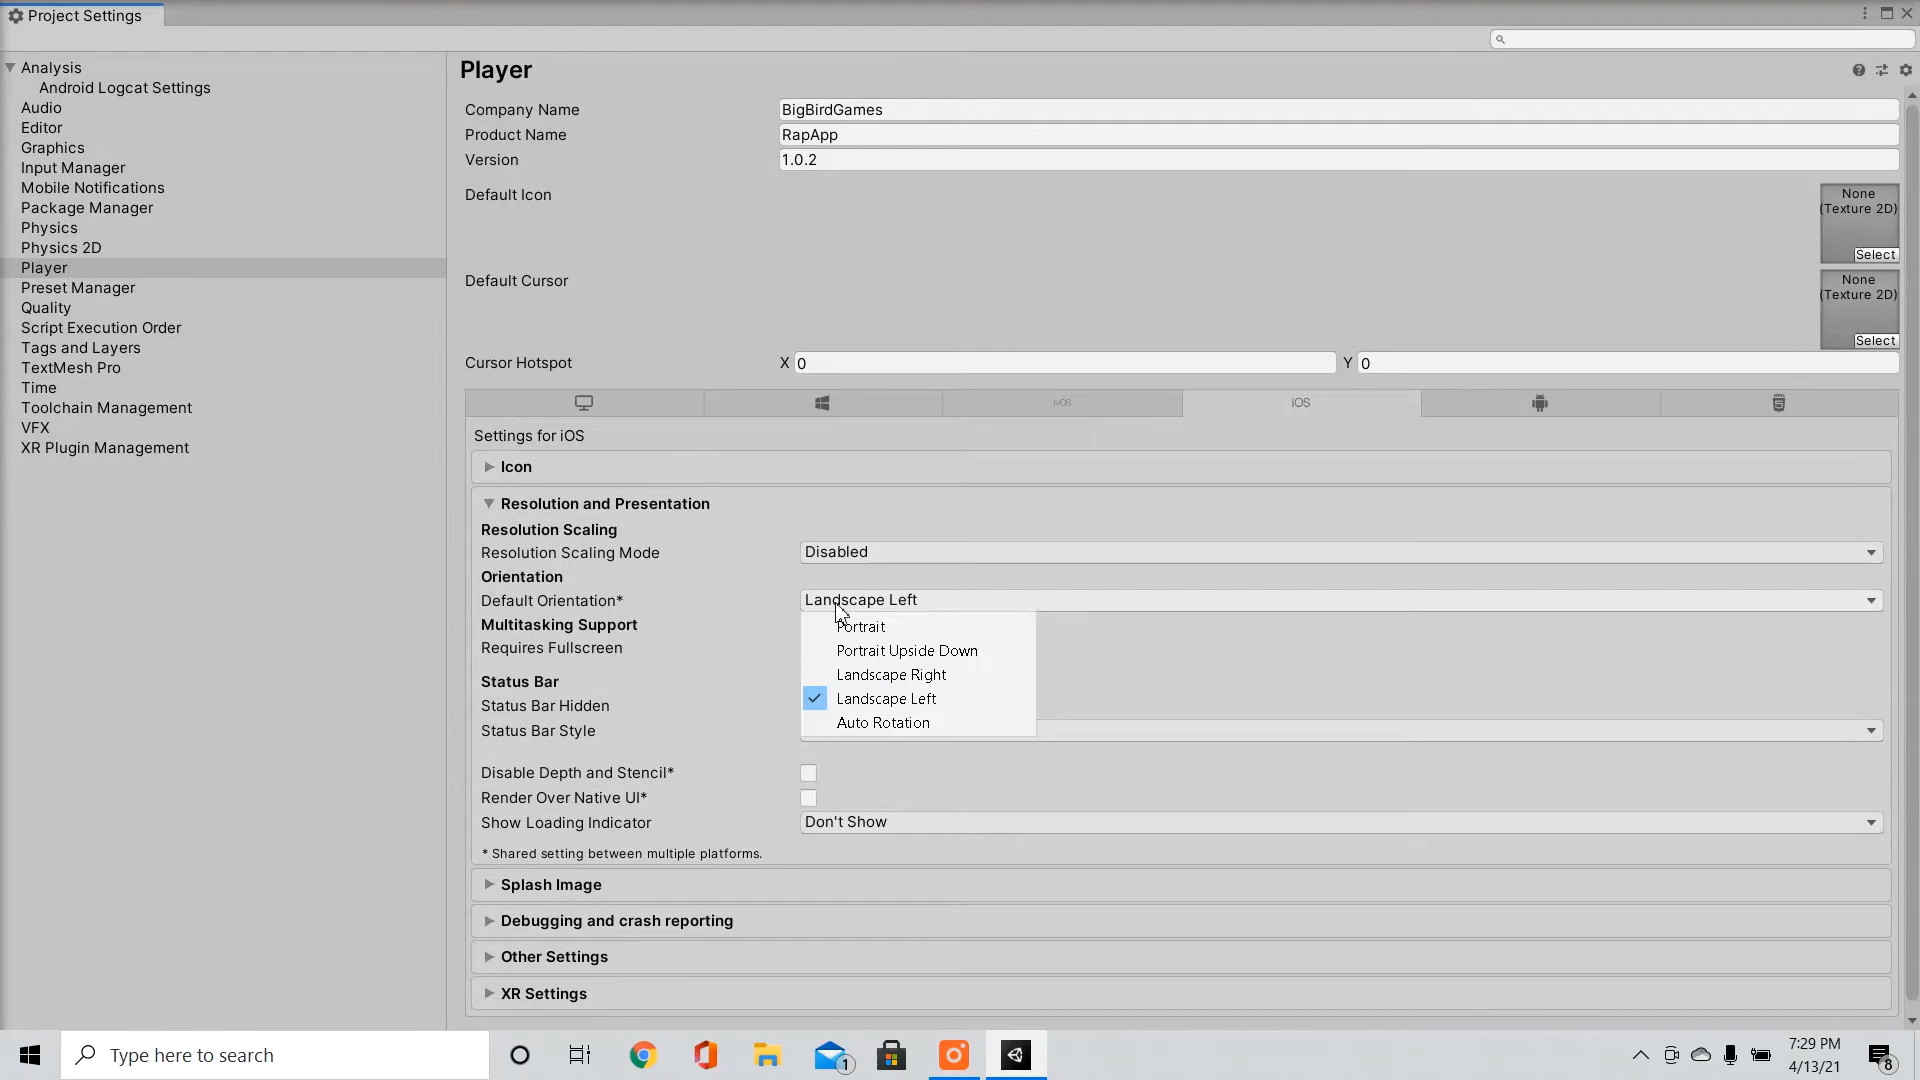 Project Settings
Analysis
Android Logcat Settings
Audio
Editor
Graphics
Input Manager
Mobile Notifications
Package Manager
Physics
Physics 2D
Player
Preset Manager
Quality
Script Execution Order
Tags and Layers
TextMesh Pro
Time
Toolchain Management
VFX
XR Plugin Management
Player
Company Name BigBirdGames
Product Name RapApp
Version 1.0.2
Default Icon
None
(Texture 2D)
Select
Default Cursor
None
(Texture 2D)
Select
Cursor Hotspot X 0 Y 0
tvOS iOS
Settings for iOS
Icon
Resolution and Presentation
Resolution Scaling
Resolution Scaling Mode Disabled
Orientation
Default Orientation* Landscape Left
Portrait
Portrait Upside Down
Landscape Right
Landscape Left
Auto Rotation
Multitasking Support
Requires Fullscreen
Status Bar
Status Bar Hidden
Status Bar Style
Disable Depth and Stencil*
Render Over Native UI*
Show Loading Indicator Don't Show
* Shared setting between multiple platforms.
Splash Image
Debugging and crash reporting
Other Settings
XR Settings
Type here to search
1
7:29 PM
4/13/21
8